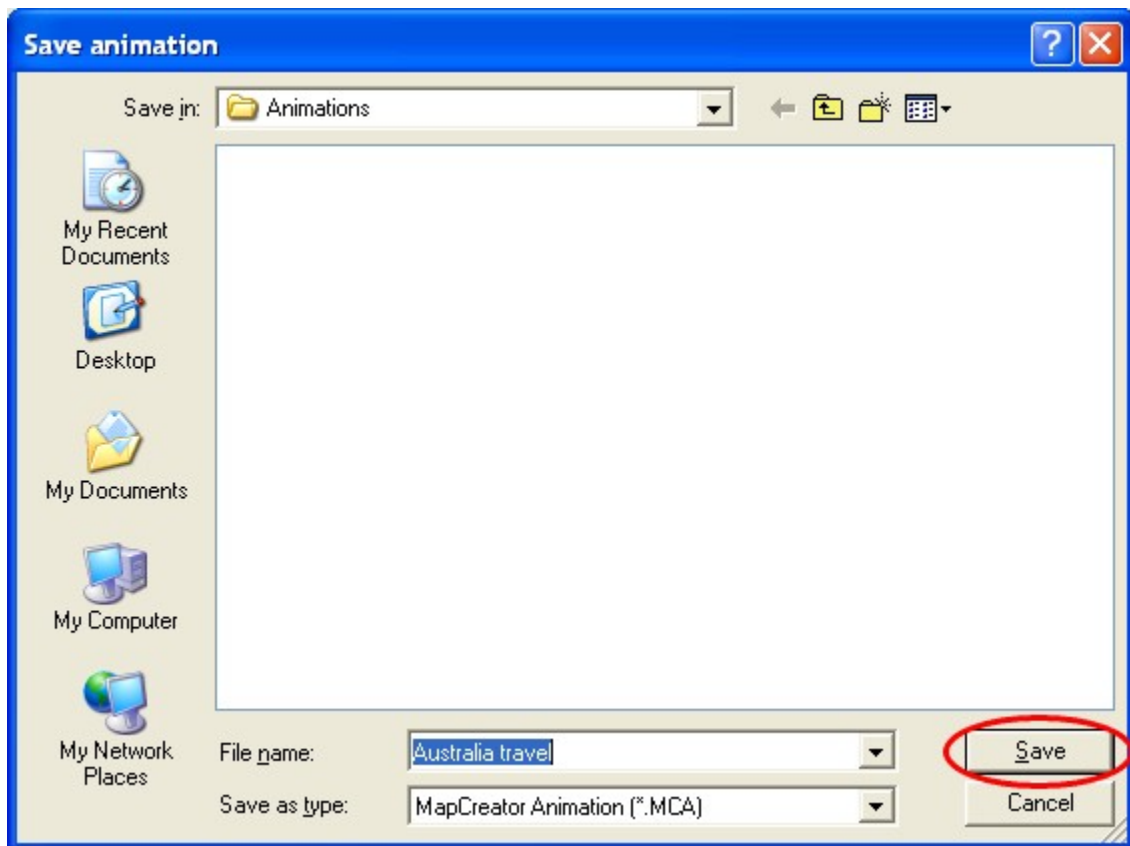 Save animation
Save in:
Animations
My Recent
Documents
Desktop
My Documents
My Computer
My Network
Places
File name:
Australia travel
Save
Save as type:
MapCreator Animation (*.MCA)
Cancel